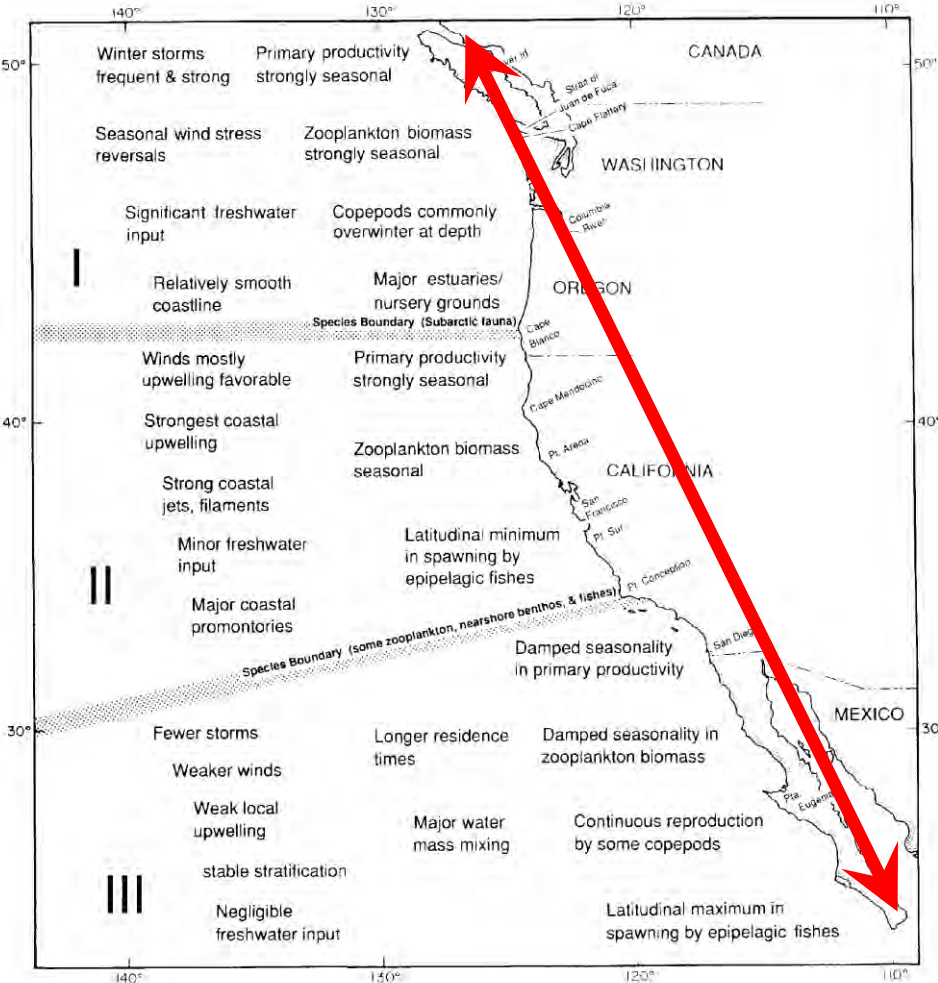 140°
130°
120°
110°
50°
50°
Winter storms
frequent & strong
Primary productivity
strongly seasonal
CANADA
ver Id
Strait of
Juan de Fuca
Cape Flattery
Seasonal wind stress
reversals
Zooplankton biomass
strongly seasonal
WASHINGTON
Significant freshwater
input
Copepods commonly
overwinter at depth
Columbia
River
I
Relatively smooth
coastline
Major estuaries/
nursery grounds
OREGON
Species Boundary (Subarctic fauna)
Cape
Blanco
Winds mostly
upwelling favorable
Primary productivity
strongly seasonal
Cape Mendocino
40°
40°
Strongest coastal
upwelling
Zooplankton biomass
seasonal
Pt. Arena
CALIFORNIA
Strong coastal
jets, filaments
San
Francisco
Pt. Sur
Minor freshwater
input
Latitudinal minimum
in spawning by
epipelagic fishes
II
Major coastal
promontories
Pt. Conception
Species Boundary (some zooplankton, nearshore benthos, & fishes)
San Dieg
Damped seasonality
in primary productivity
MEXICO
30°
30°
Fewer storms
Longer residence
times
Damped seasonality in
zooplankton biomass
Weaker winds
Pta.
Eugenia
Weak local
upwelling
Major water
mass mixing
Continuous reproduction
by some copepods
III
stable stratification
Negligible
freshwater input
Latitudinal maximum in
spawning by epipelagic fishes
140°
130°
120°
110°